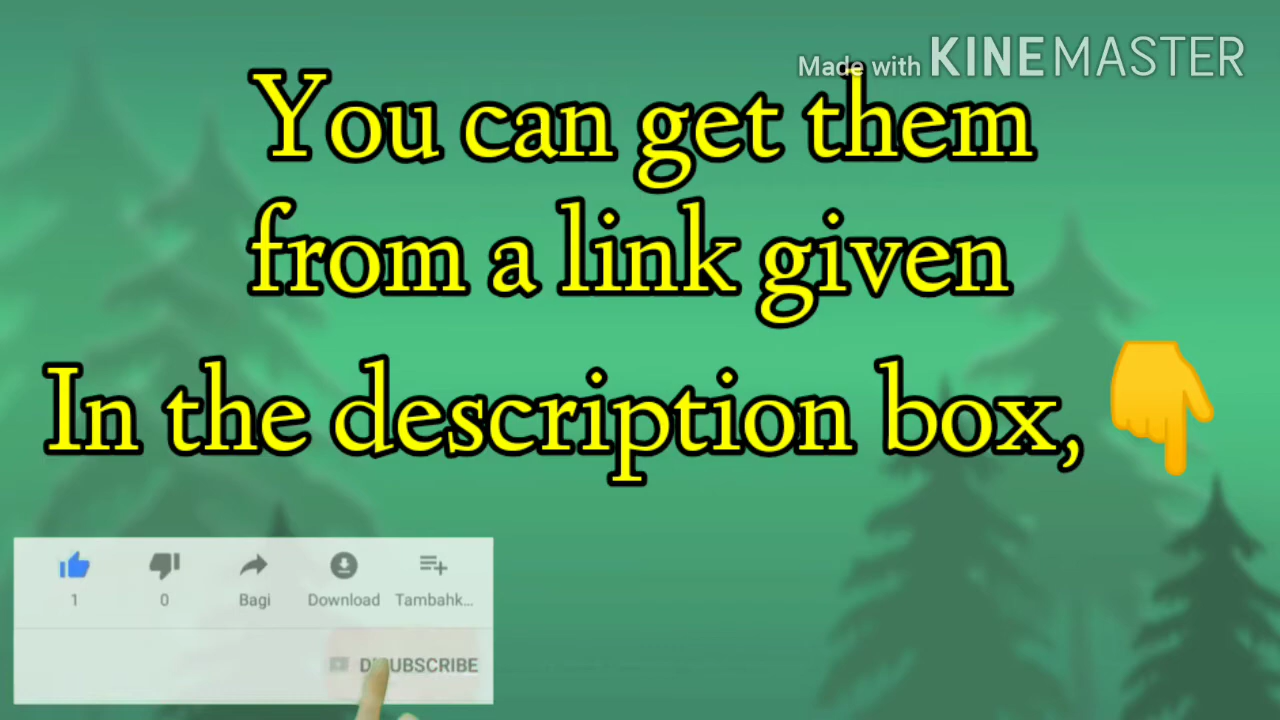 Made with KINEMASTER
You can get them
from a link given
In the description box,
1
0
Bagi
Download
Tambahk...